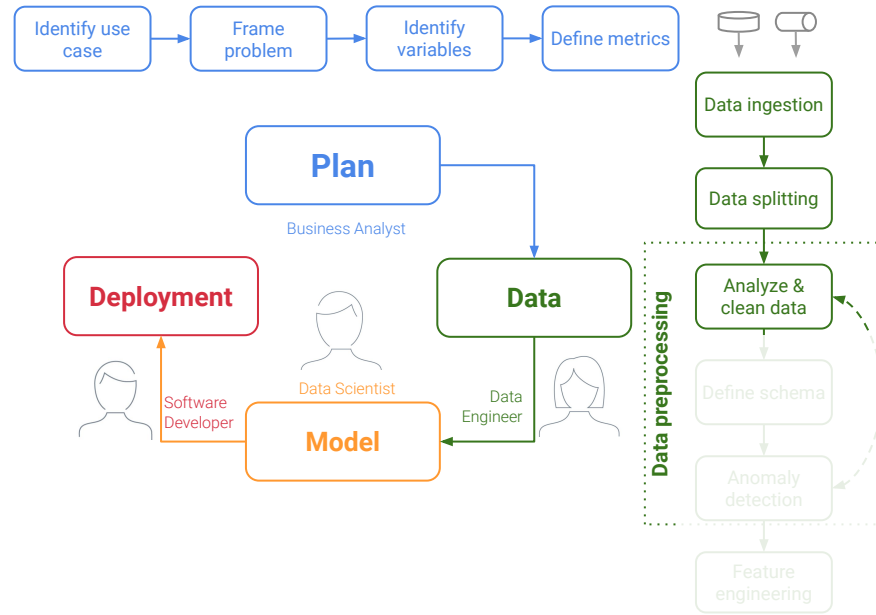 Identify use
case
Frame
problem
Identify
variables
Define metrics
Data ingestion
Data splitting
Plan
Business Analyst
Deployment
Data
Data preprocessing
Analyze &
clean data
Define schema
Data Scientist
Software
Developer
Data
Engineer
Model
Anomaly
detection
Feature
engineering